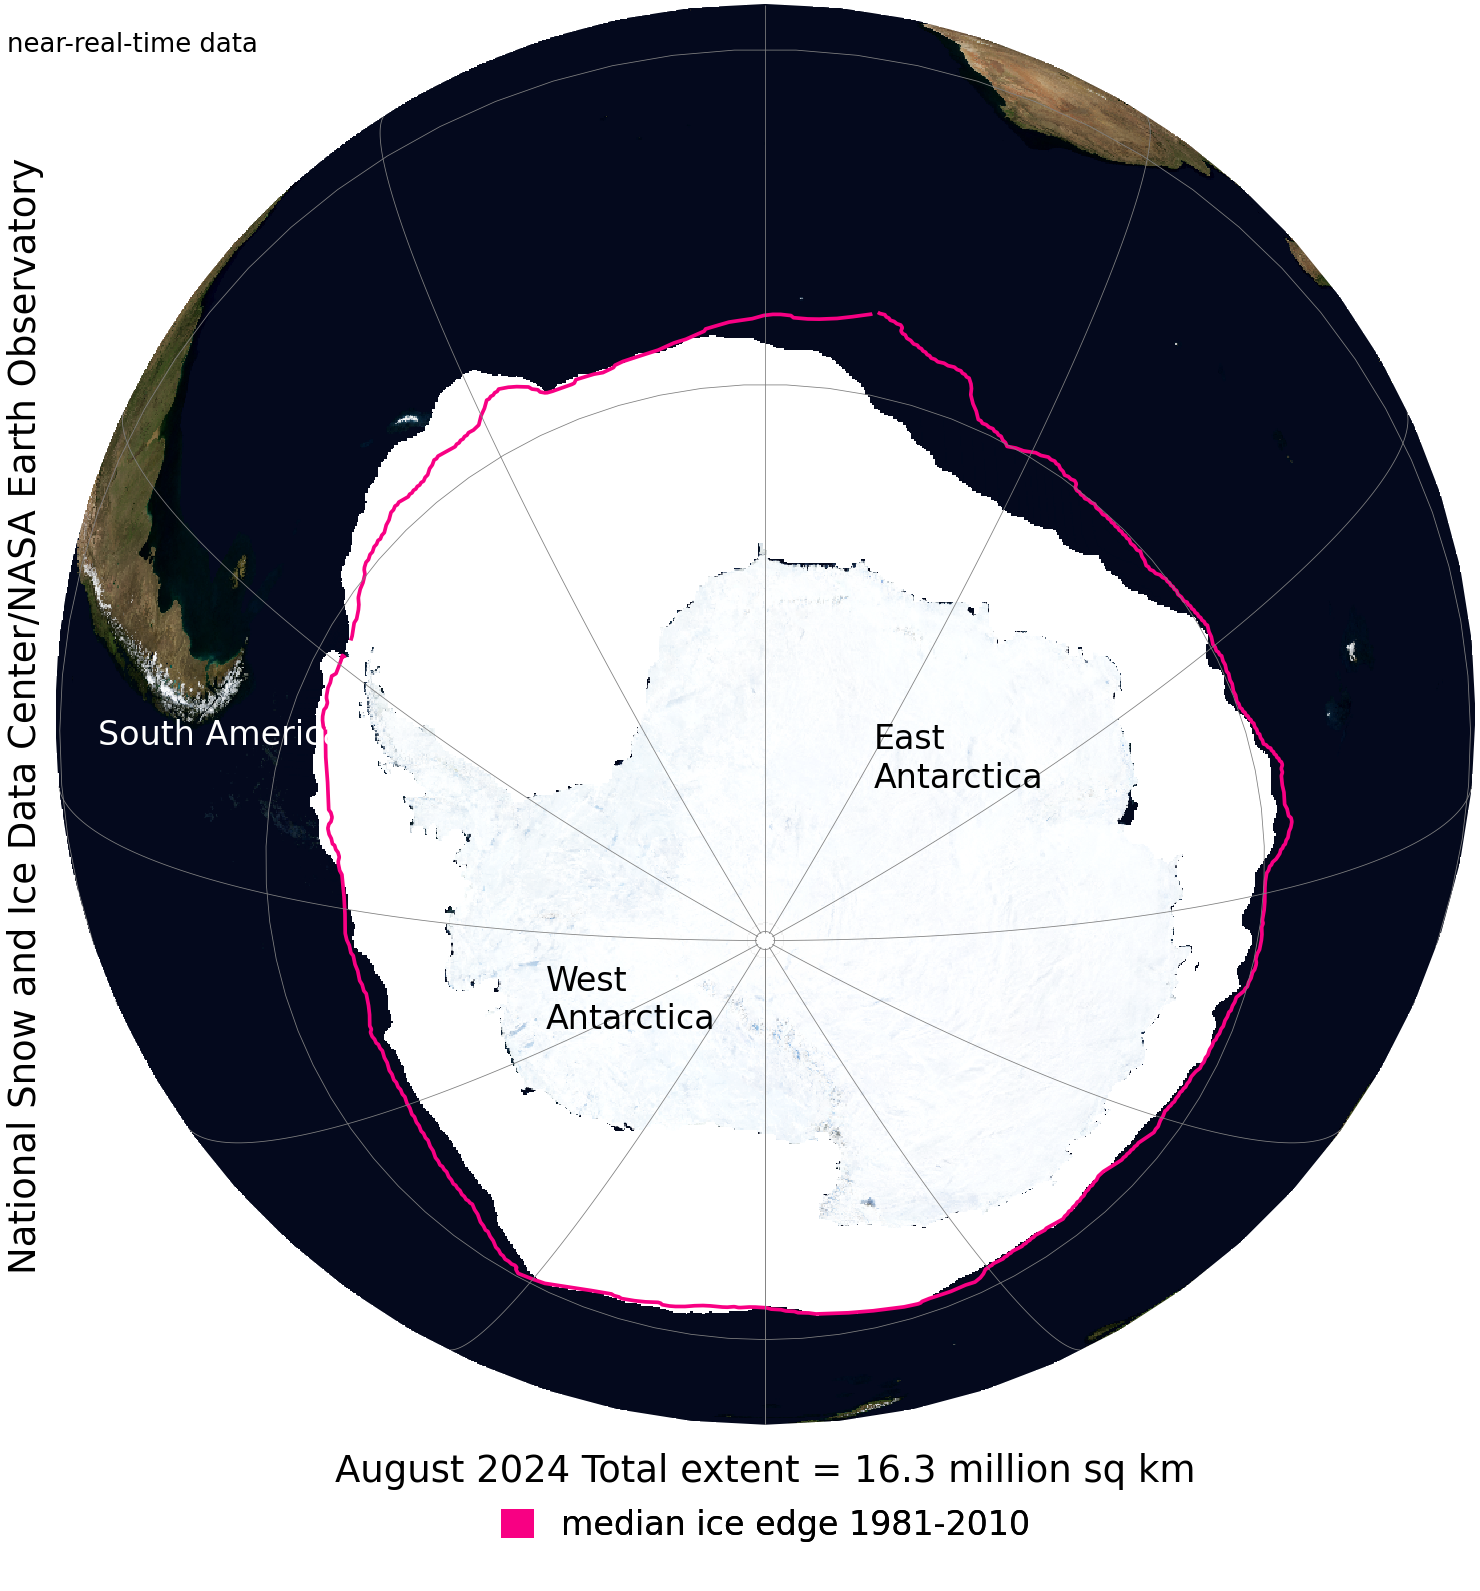 near-real-time data
National Snow and Ice Data Center/NASA Earth Observatory
South America
East
Antarctica
West
Antarctica
August 2024 Total extent = 16.3 million sq km
median ice edge 1981-2010